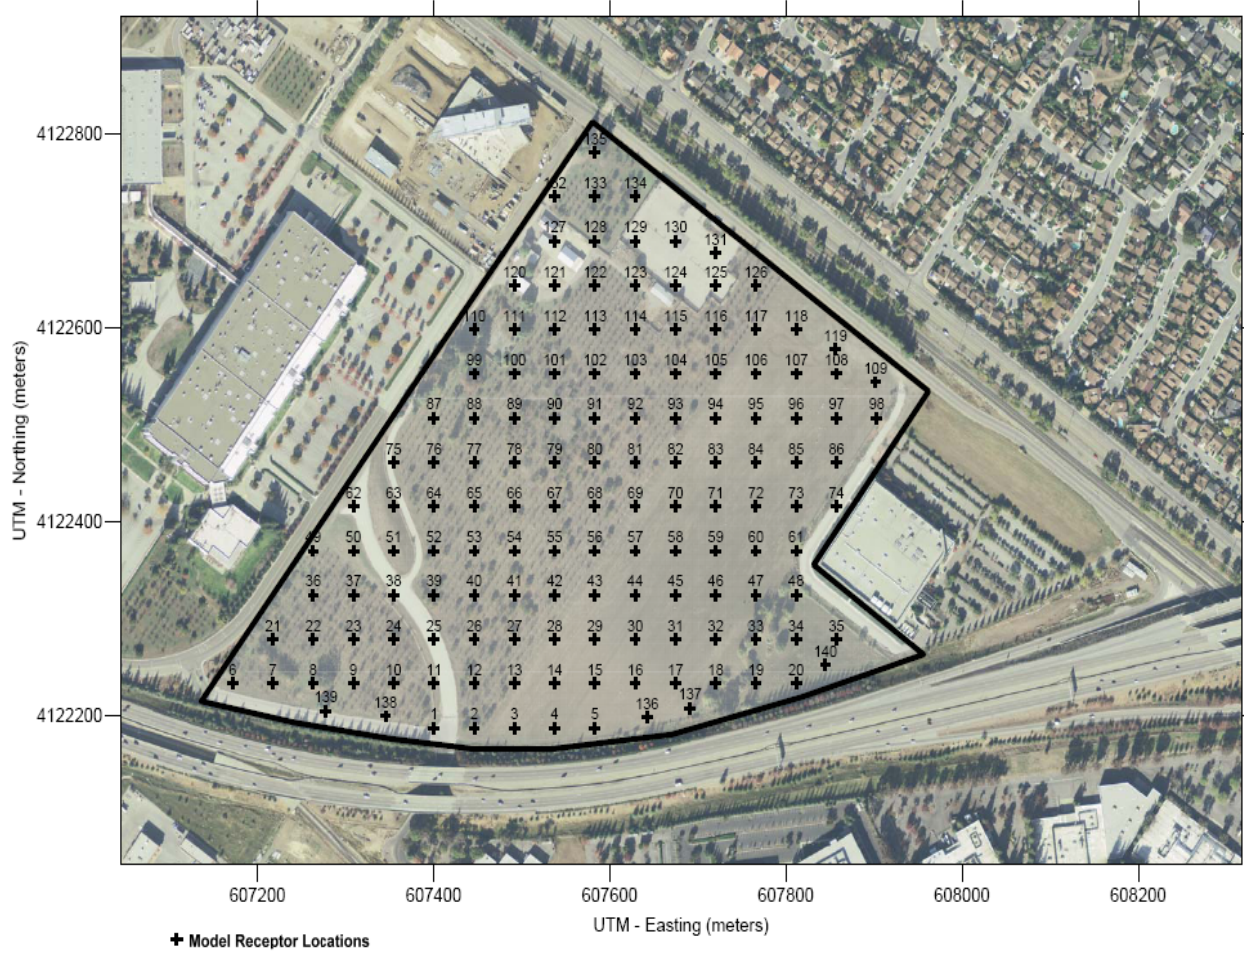 135
132 133 134
127 128 129 130
131
120 121 122 123 124 125 126
4122800
110 111 112 113 114 115 116 117 118
4122600
119
99 100 101 102 103 104 105 106 107 108
109
87 88 89 90 91 92 93 94 95 96 97 98
75 76 77 78 79 80 81 82 83 84 85 86
62 63 64 65 66 67 68 69 70 71 72 73 74
UTM - Northing (meters)
4122400
49 50 51 52 53 54 55 56 57 58 59 60 61
36 37 38 39 40 41 42 43 44 45 46 47 48
21 22 23 24 25 26 27 28 29 30 31 32 33 34 35
140
6 7 8 9 10 11 12 13 14 15 16 17 18 19 20
139 138 136 137
4122200
1 2 3 4 5
607200 607400 607600 607800 608000 608200
UTM - Easting (meters)
Model Receptor Locations